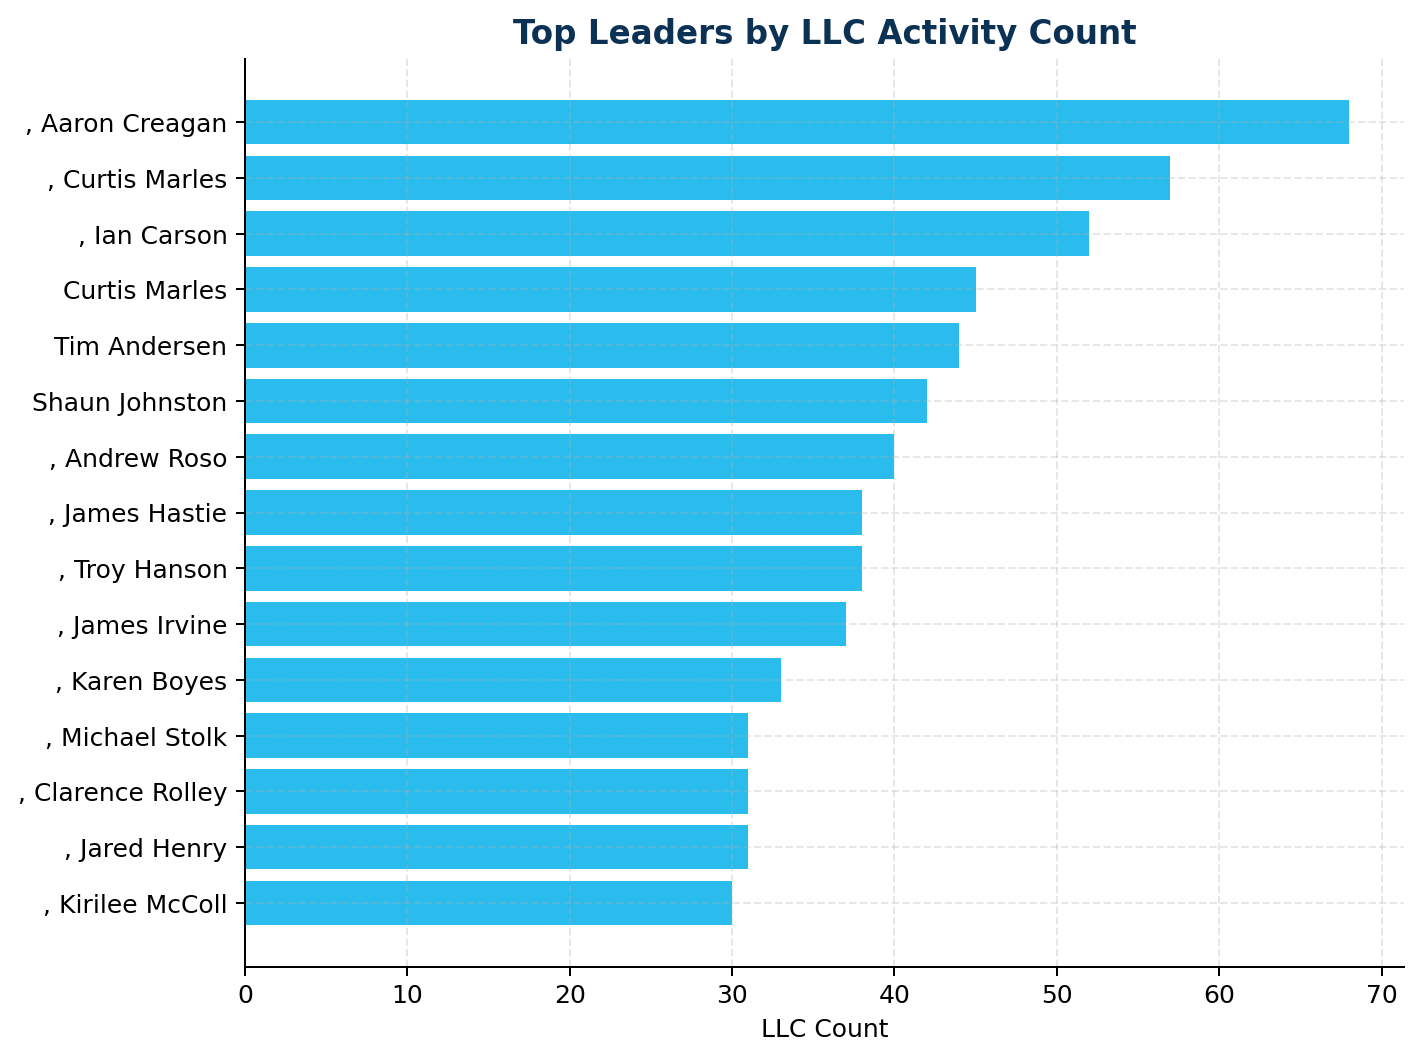 Top Leaders by LLC Activity Count
, Aaron Creagan
, Curtis Marles
, Ian Carson
Curtis Marles
Tim Andersen
Shaun Johnston
, Andrew Roso
, James Hastie
, Troy Hanson
, James Irvine
, Karen Boyes
, Michael Stolk
, Clarence Rolley
, Jared Henry
, Kirilee McColl
0 10 20 30 40 50 60 70
LLC Count